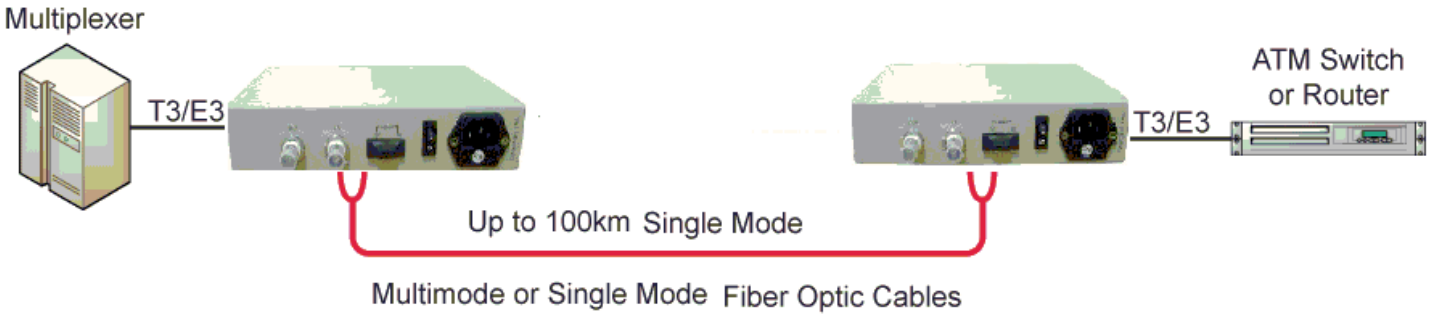 Multiplexer
T3/E3
ATM Switch
or Router
T3/E3
Up to 100km Single Mode
Multimode or Single Mode Fiber Optic Cables